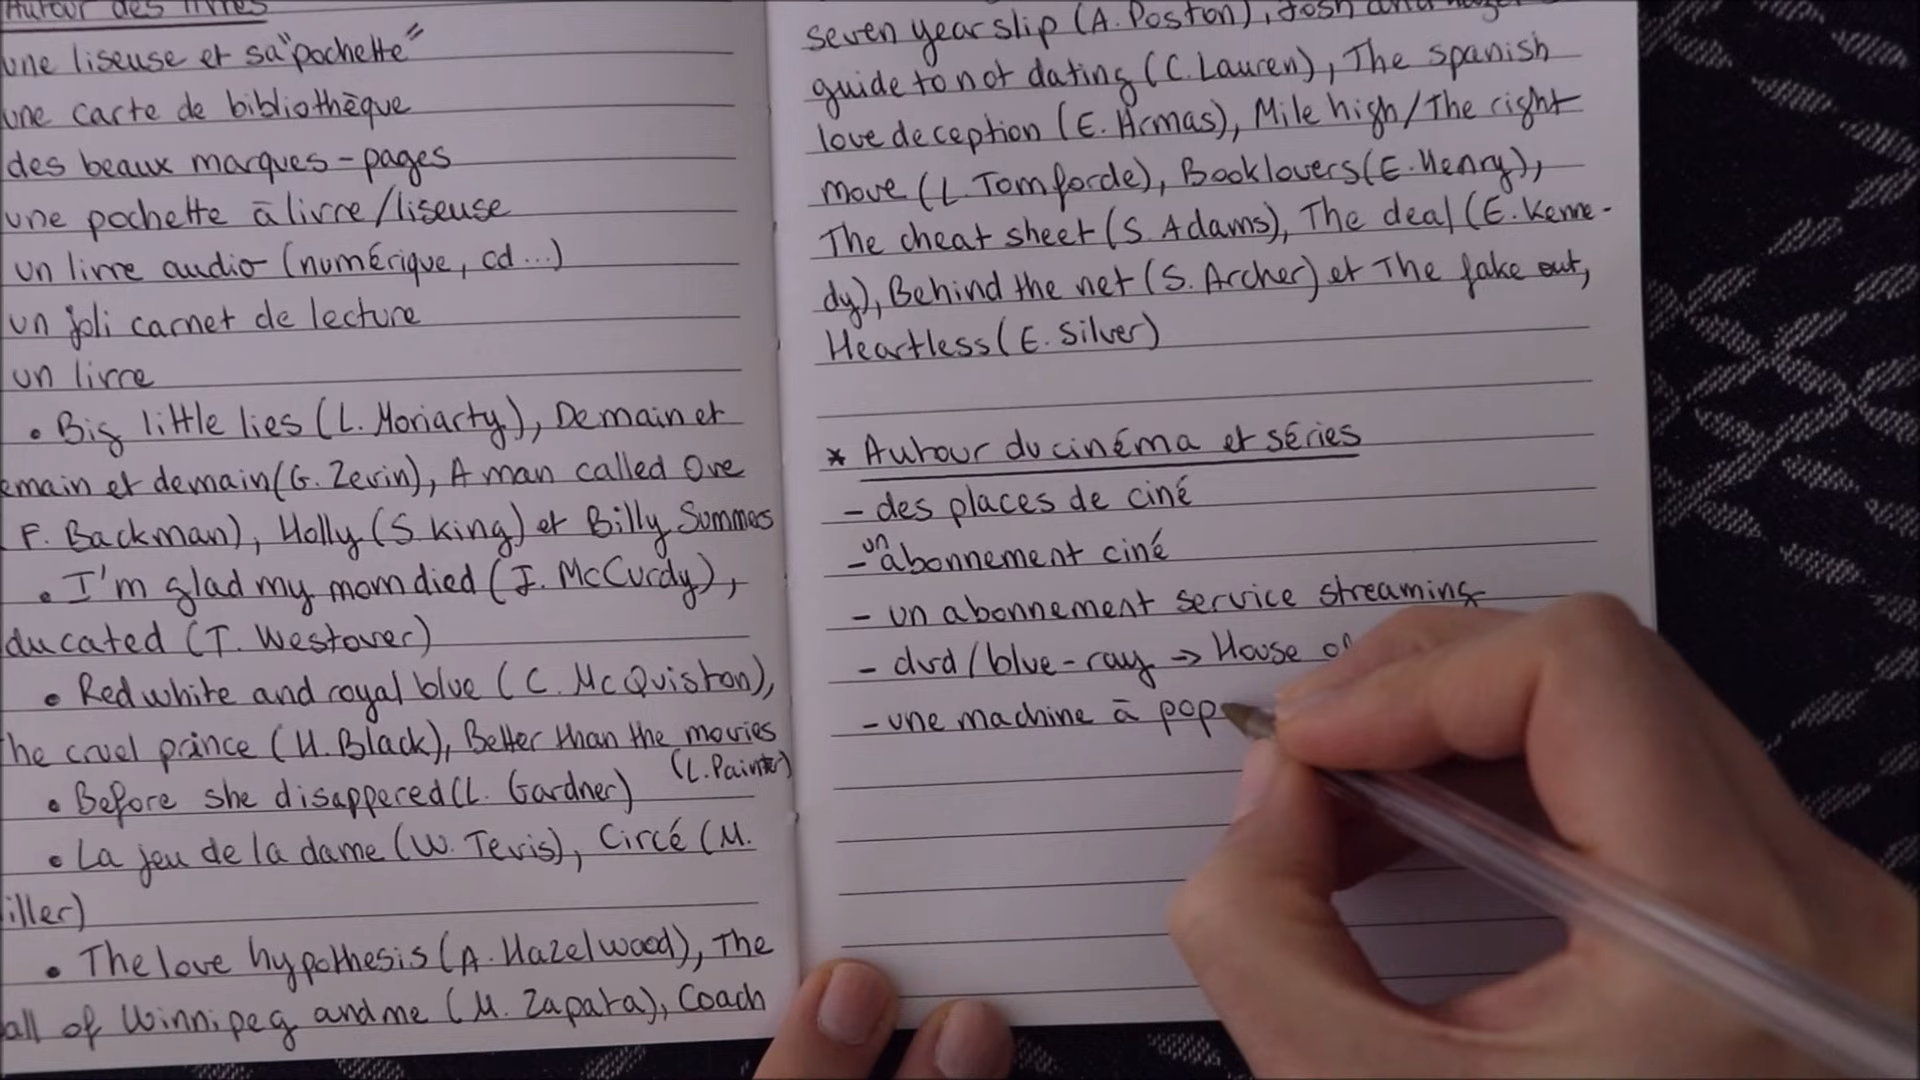 Autour des livres
une liseuse et sa "pochette"
une carte de bibliothèque
des beaux marques-pages
une pochette à livre/liseuse
un livre audio (numérique, cd...)
un joli carnet de lecture
un livre
• Big little lies (L. Moriarty), Demain et
emain et demain (G. Zevin), A man called Ove
F. Backman), Holly (S. King) et Billy Summers
• I'm glad my mom died (J. McCurdy),
ducated (T. Westover)
• Red white and royal blue (C. McQuiston),
he cruel prince (H. Black), Better than the movies
(L. Painter)
• Before she disappered (L. Gardner)
• La jeu de la dame (W. Tevis), Circé (M.
iller)
• The love hypothesis (A. Hazelwood), The
all of Winnipeg and me (M. Zapata), Coach
seven year slip (A. Poston), Josh and
guide to not dating (C. Lauren), The spanish
love deception (E. Armas), Mile high/The right
move (L. Tomforde), Booklovers (E. Henry),
The cheat sheet (S. Adams), The deal (E. Kenne-
dy), Behind the net (S. Archer) et The fake out,
Heartless (E. Silver)
* Autour du cinéma et séries
- des places de ciné
- un abonnement ciné
- un abonnement service streaming
- dvd/blue-ray → House of
- une machine à pop